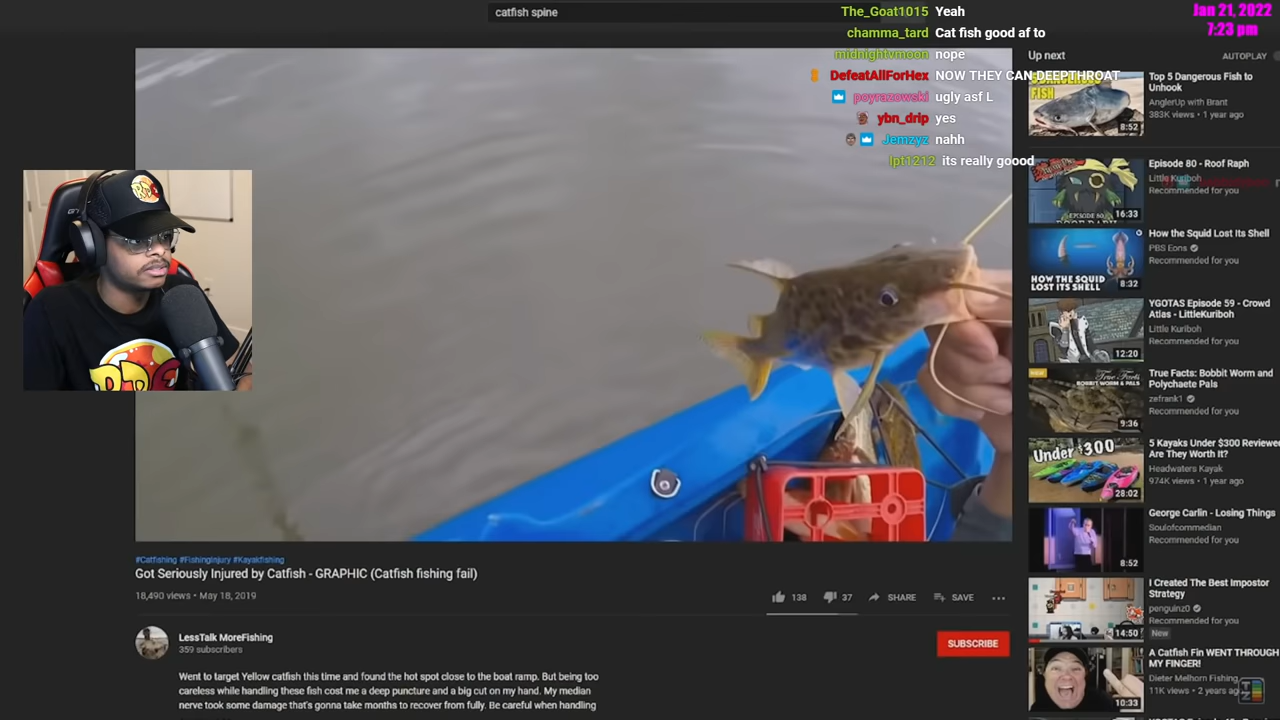 catfish spine
The_Goat1015 Yeah
chamma_tard Cat fish good af to
midnightvmoon nope
DefeatAllForHex NOW THEY CAN DEEPTHROAT
poyrazowski ugly asf L
ybn_drip yes
Jemzyz nahh
lpt1212 its really goood
Jan 21, 2022
7:23 pm
Up next
AUTOPLAY
FISH
8:52
Top 5 Dangerous Fish to
Unhook
AnglerUp with Brant
383K views • 1 year ago
EPISODE 80
16:33
Episode 80 - Roof Raph
Little Kuriboh
Recommended for you
HOW THE SQUID
LOST ITS SHELL
8:32
How the Squid Lost Its Shell
PBS Eons
Recommended for you
12:20
YGOTAS Episode 59 - Crowd
Atlas - LittleKuriboh
Little Kuriboh
Recommended for you
True Facts
BOBBIT WORM & PALS
9:36
True Facts: Bobbit Worm and
Polychaete Pals
zefrank1
Recommended for you
Under $300
28:02
5 Kayaks Under $300 Reviewe
Are They Worth It?
Headwaters Kayak
974K views • 1 year ago
8:52
George Carlin - Losing Things
Soulofcommedian
Recommended for you
14:50
I Created The Best Impostor
Strategy
penguinz0
Recommended for you
New
10:33
A Catfish Fin WENT THROUGH
MY FINGER!
Dieter Melhorn Fishing
11K views • 2 years ag
#Catfishing #FishingInjury #Kayakfishing
Got Seriously Injured by Catfish - GRAPHIC (Catfish fishing fail)
18,490 views • May 18, 2019
138
37
SHARE
SAVE
LessTalk MoreFishing
359 subscribers
SUBSCRIBE
Went to target Yellow catfish this time and found the hot spot close to the boat ramp. But being too
careless while handling these fish cost me a deep puncture and a big cut on my hand. My median
nerve took some damage that's gonna take months to recover from fully. Be careful when handling